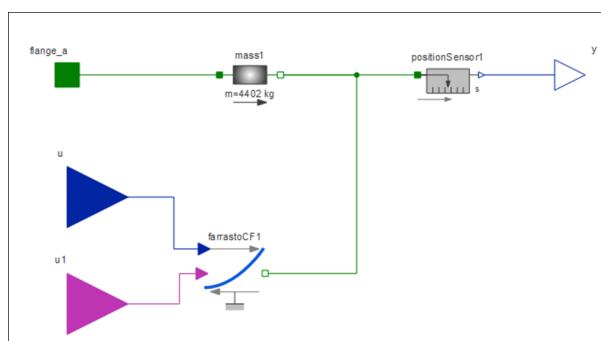 flange_a
mass1
positionSensor1
y
m=4402 kg
s
u
farrastoCF1
u1